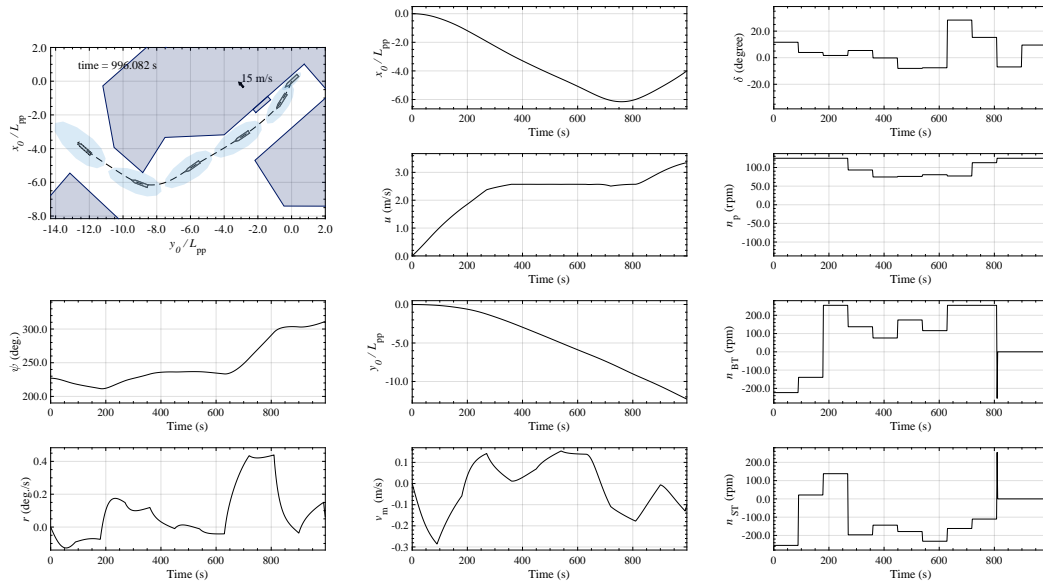 2.0
0.0
-2.0
-4.0
-6.0
-8.0
x0 / Lpp
time = 996.082 s
15 m/s
-14.0 -12.0 -10.0 -8.0 -6.0 -4.0 -2.0 0.0 2.0
y0 / Lpp
0.0
-2.0
-4.0
-6.0
x0 / Lpp
0 200 400 600 800
Time (s)
20.0
0.0
-20.0
δ (degree)
0 200 400 600 800
Time (s)
3.0
2.0
1.0
0.0
u (m/s)
0 200 400 600 800
Time (s)
100.0
50.0
0.0
-50.0
-100.0
np (rpm)
0 200 400 600 800
Time (s)
300.0
250.0
200.0
ψ (deg.)
0 200 400 600 800
Time (s)
0.0
-5.0
-10.0
y0 / Lpp
0 200 400 600 800
Time (s)
200.0
100.0
0.0
-100.0
-200.0
nBT (rpm)
0 200 400 600 800
Time (s)
0.4
0.2
0.0
r (deg./s)
0 200 400 600 800
Time (s)
0.1
0.0
-0.1
-0.2
-0.3
vm (m/s)
0 200 400 600 800
Time (s)
200.0
100.0
0.0
-100.0
-200.0
nST (rpm)
0 200 400 600 800
Time (s)